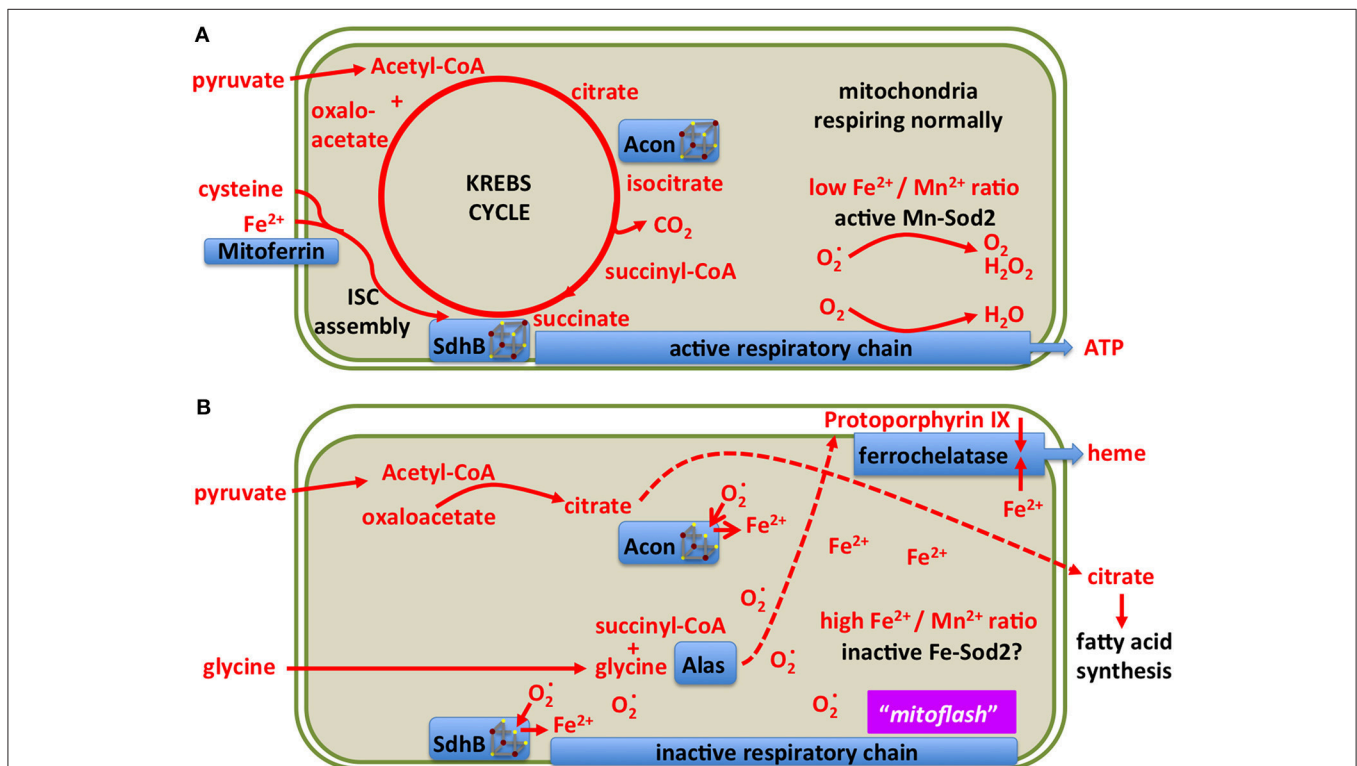 A
pyruvate
Acetyl-CoA
+
oxalo-
acetate
citrate
Acon
isocitrate
CO₂
succinyl-CoA
succinate
KREBS
CYCLE
cysteine
Fe²⁺
Mitoferrin
ISC
assembly
SdhB
mitochondria
respiring normally
low Fe²⁺ / Mn²⁺ ratio
active Mn-Sod2
O₂˙
O₂
H₂O₂
O₂
H₂O
active respiratory chain
ATP
B
pyruvate
Acetyl-CoA
oxaloacetate
citrate
O₂˙
Acon
Fe²⁺
Protoporphyrin IX
ferrochelatase
heme
Fe²⁺
Fe²⁺
Fe²⁺
citrate
fatty acid
synthesis
O₂˙
high Fe²⁺ / Mn²⁺ ratio
inactive Fe-Sod2?
glycine
succinyl-CoA
+
glycine
Alas
O₂˙
O₂˙
O₂˙
O₂˙
Fe²⁺
SdhB
“mitoflash”
inactive respiratory chain